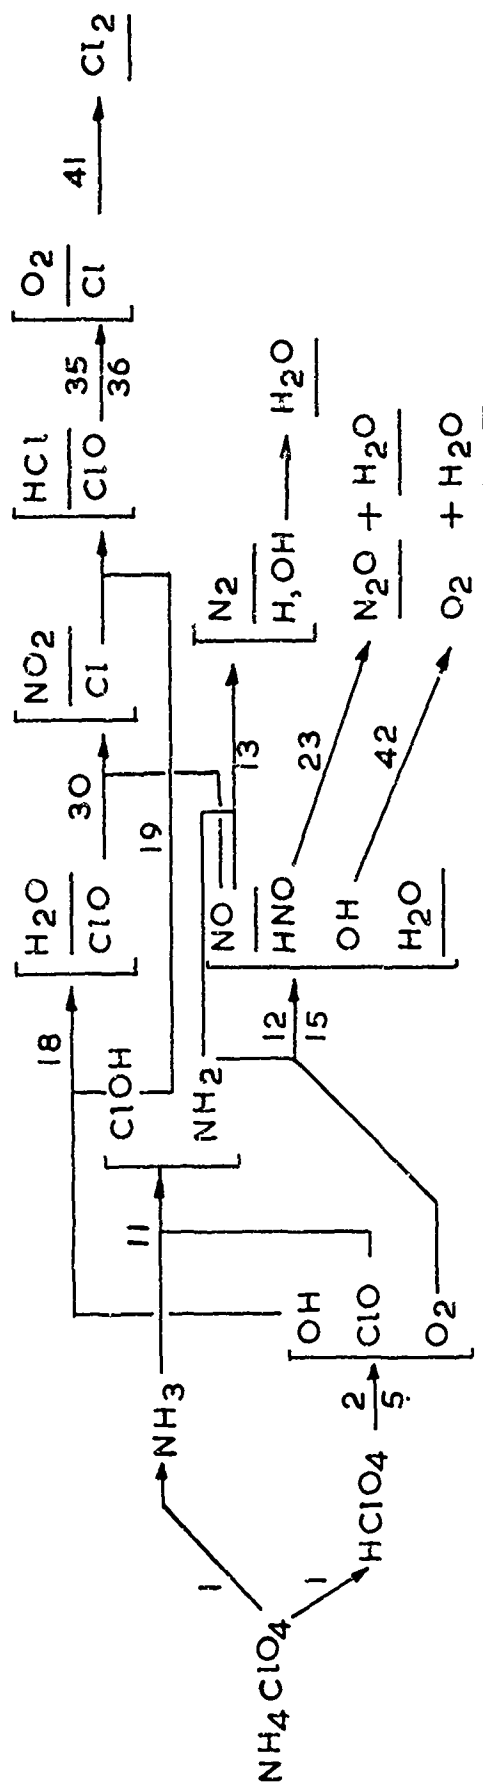 NH4ClO4
1
1
NH3
HClO4
2
5
OH
ClO
O2
11
ClOH
NH2
18
19
12
15
H2O
ClO
30
NO
HNO
OH
H2O
13
23
42
NO2
Cl
HCl
ClO
35
36
O2
Cl
41
Cl2
N2
H, OH
H2O
N2O + H2O
O2 + H2O